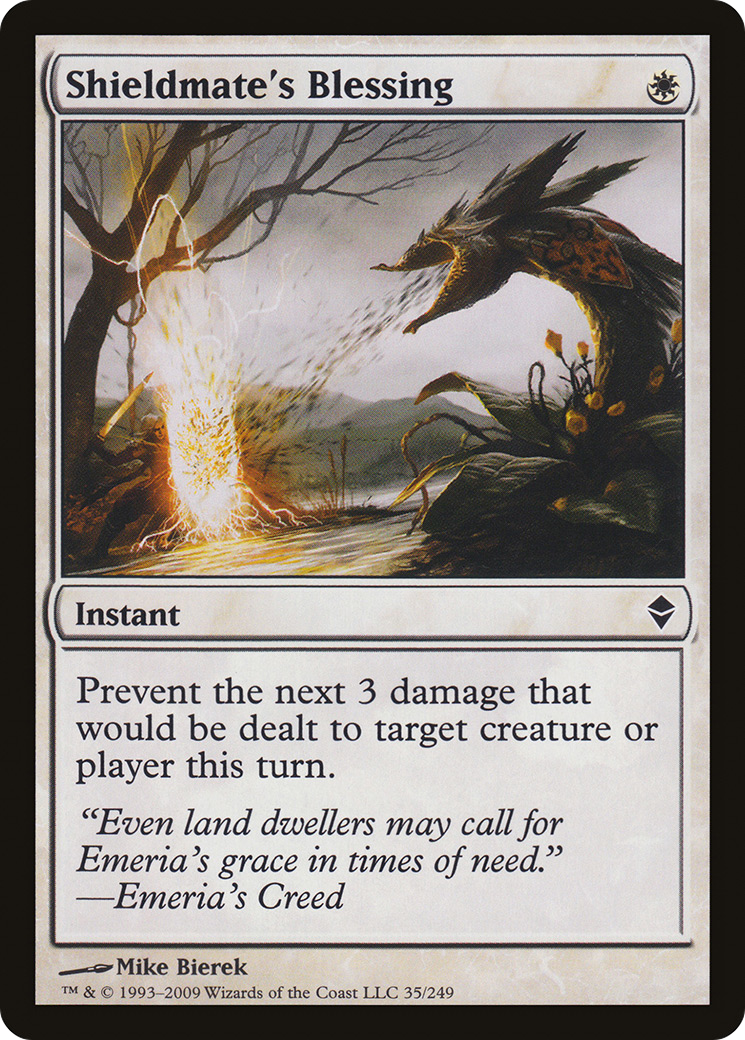 Shieldmate's Blessing
Instant
Prevent the next 3 damage that
would be dealt to target creature or
player this turn.
“Even land dwellers may call for
Emeria’s grace in times of need.”
—Emeria’s Creed
Mike Bierek
™ & © 1993–2009 Wizards of the Coast LLC 35/249